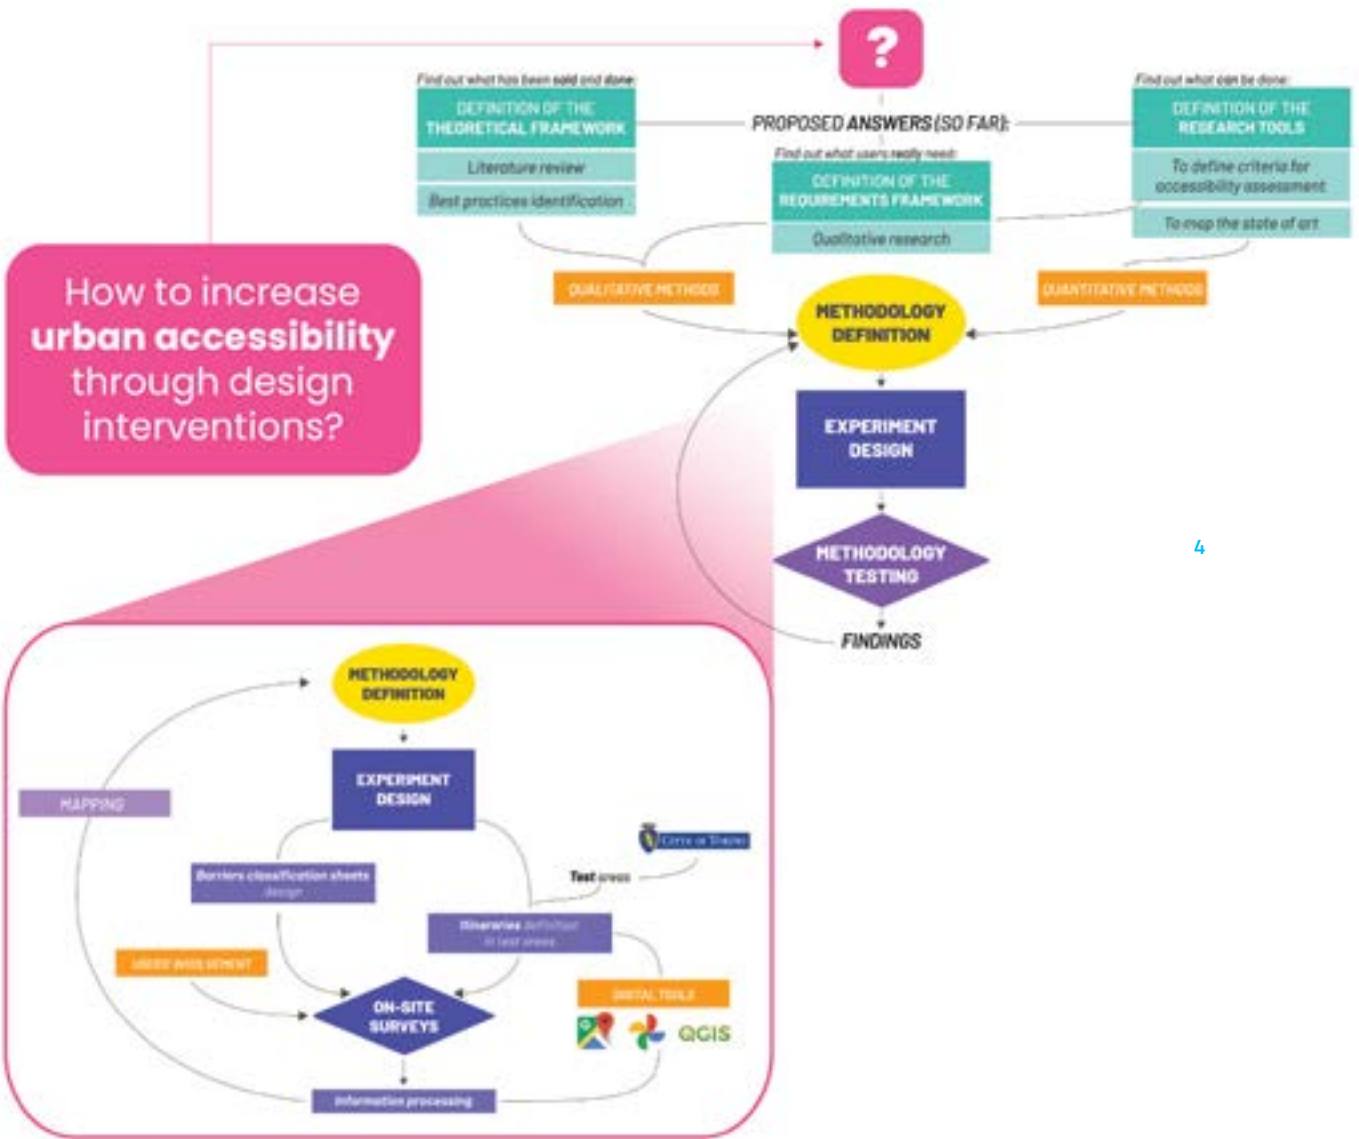 ?
Find out what has been said and done:
DEFINITION OF THE
THEORETICAL FRAMEWORK
Literature review
Best practices identification
PROPOSED ANSWERS (SO FAR):
Find out what users really need:
DEFINITION OF THE
REQUIREMENTS FRAMEWORK
Qualitative research
Find out what can be done:
DEFINITION OF THE
RESEARCH TOOLS
To define criteria for
accessibility assessment
To map the state of art
How to increase
urban accessibility
through design
interventions?
QUALITATIVE METHODS
QUANTITATIVE METHODS
METHODOLOGY
DEFINITION
EXPERIMENT
DESIGN
METHODOLOGY
TESTING
FINDINGS
4
METHODOLOGY
DEFINITION
EXPERIMENT
DESIGN
MAPPING
CITTA DI TORINO
Barriers classification sheets
design
Test areas
Itineraries definition
in test areas
USERS INVOLVEMENT
ON-SITE
SURVEYS
DIGITAL TOOLS
QGIS
Information processing